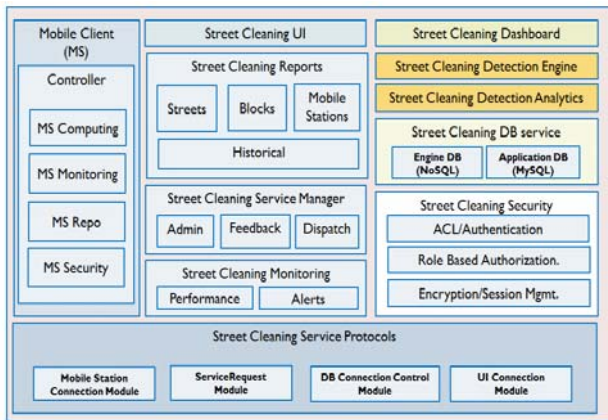 Mobile Client
(MS)
Controller
MS Computing
MS Monitoring
MS Repo
MS Security
Street Cleaning UI
Street Cleaning Reports
Streets
Blocks
Mobile
Stations
Historical
Street Cleaning Service Manager
Admin
Feedback
Dispatch
Street Cleaning Monitoring
Performance
Alerts
Street Cleaning Dashboard
Street Cleaning Detection Engine
Street Cleaning Detection Analytics
Street Cleaning DB service
Engine DB
(NoSQL)
Application DB
(MySQL)
Street Cleaning Security
ACL/Authentication
Role Based Authorization.
Encryption/Session Mgmt.
Street Cleaning Service Protocols
Mobile Station
Connection Module
ServiceRequest
Module
DB Connection Control
Module
UI Connection
Module